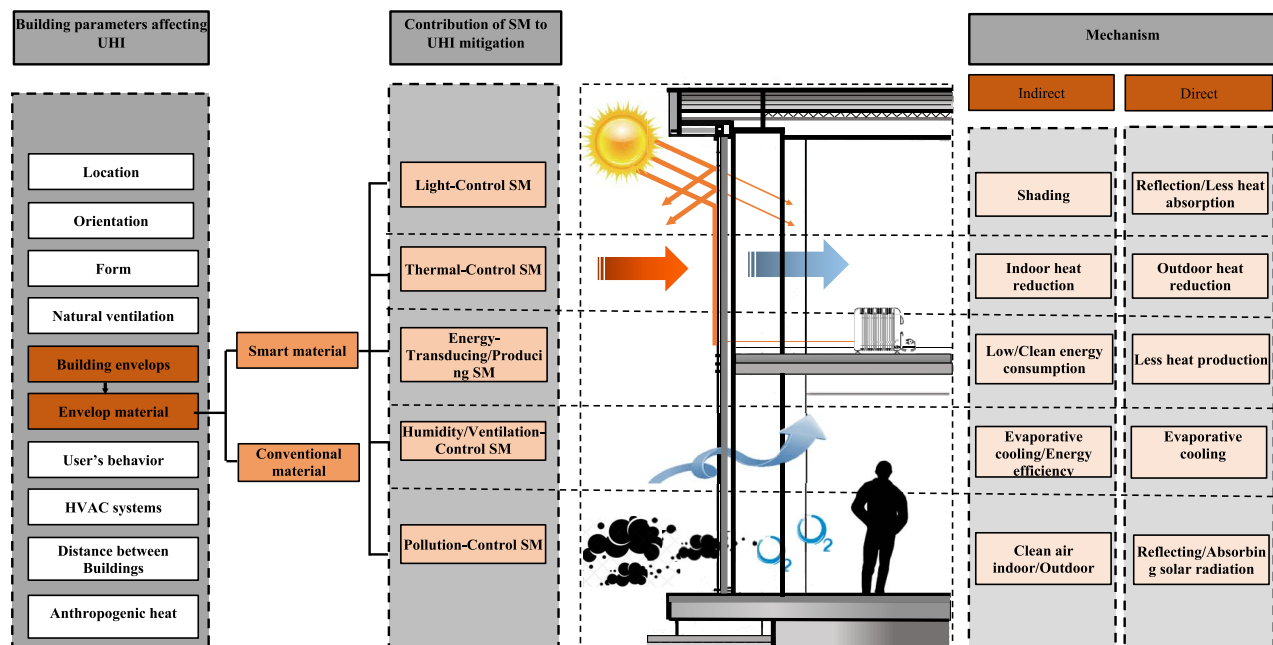 Building parameters affecting
UHI
Contribution of SM to
UHI mitigation
Mechanism
Indirect
Direct
Location
Orientation
Form
Natural ventilation
Building envelops
Envelop material
User's behavior
HVAC systems
Distance between
Buildings
Anthropogenic heat
Smart material
Conventional
material
Light-Control SM
Thermal-Control SM
Energy-
Transducing/Produci
ng SM
Humidity/Ventilation-
Control SM
Pollution-Control SM
O2
O2
Shading
Reflection/Less heat
absorption
Indoor heat
reduction
Outdoor heat
reduction
Low/Clean energy
consumption
Less heat production
Evaporative
cooling/Energy
efficiency
Evaporative
cooling
Clean air
indoor/Outdoor
Reflecting/Absorbin
g solar radiation